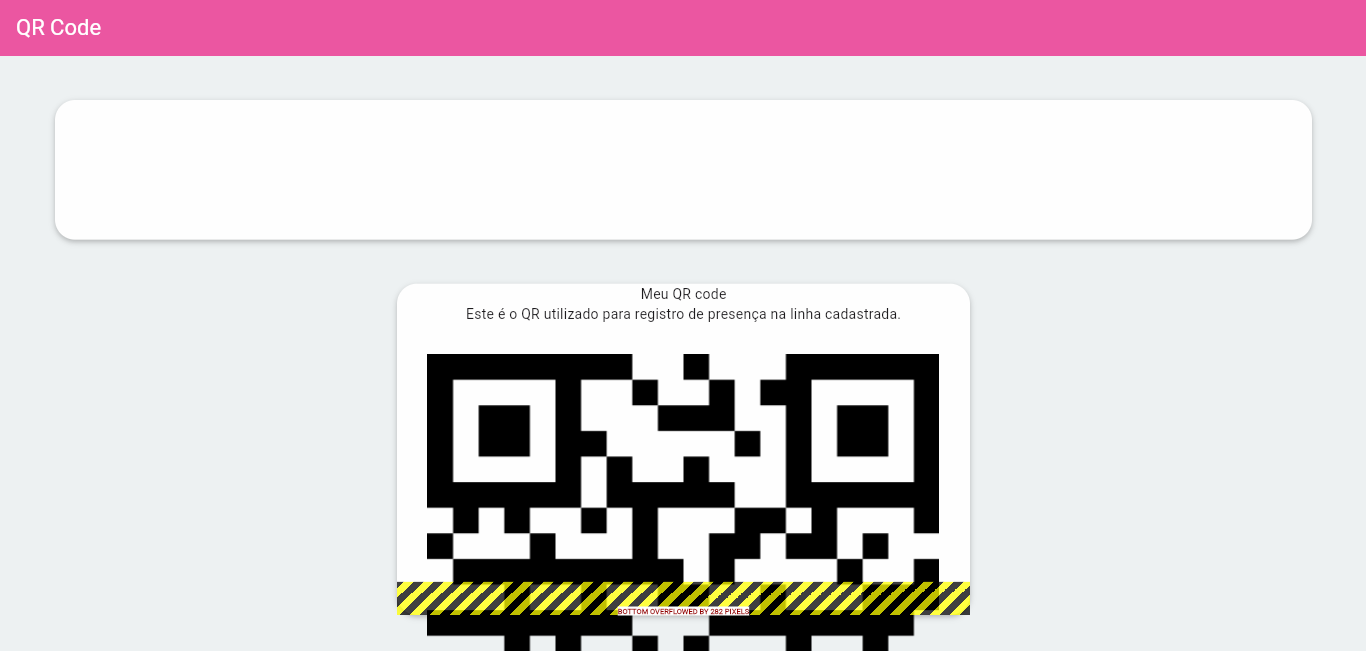 QR Code
Meu QR code
Este é o QR utilizado para registro de presença na linha cadastrada.
BOTTOM OVERFLOWED BY 282 PIXELS